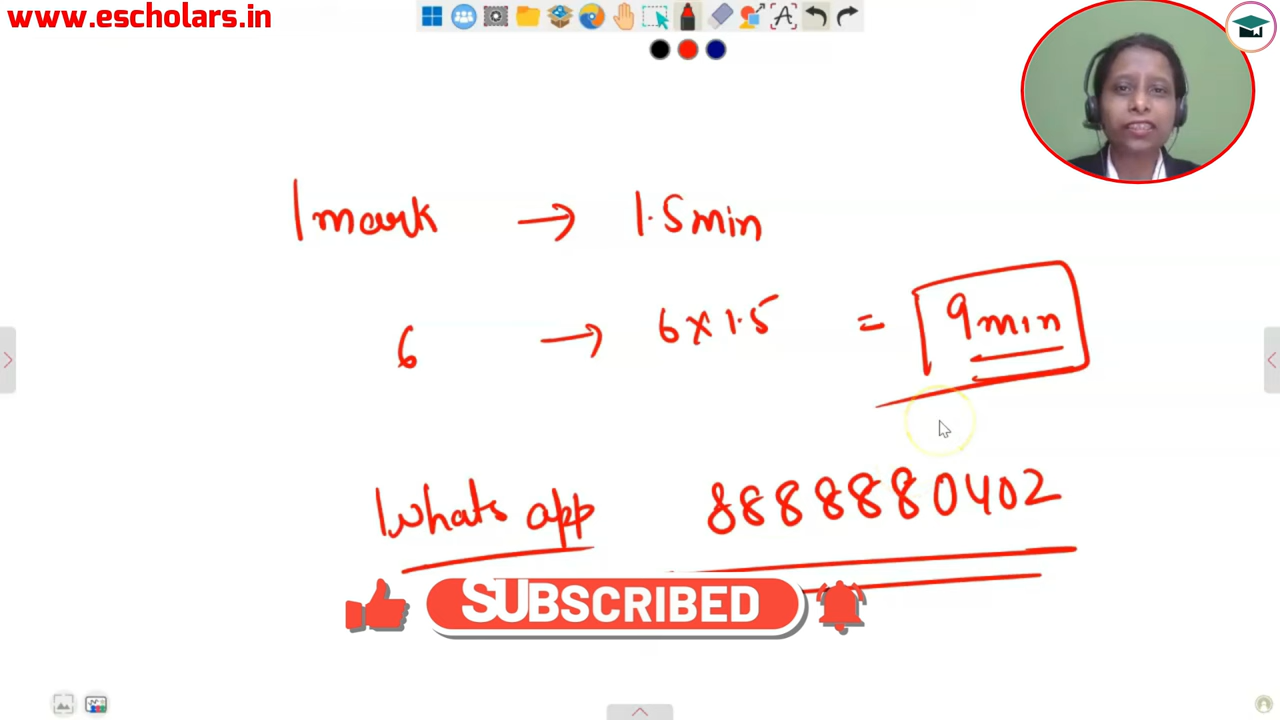 www.escholars.in
1 mark → 1.5 min
6 → 6 x 1.5 = 9 min
Whats app 8888880402
SUBSCRIBED